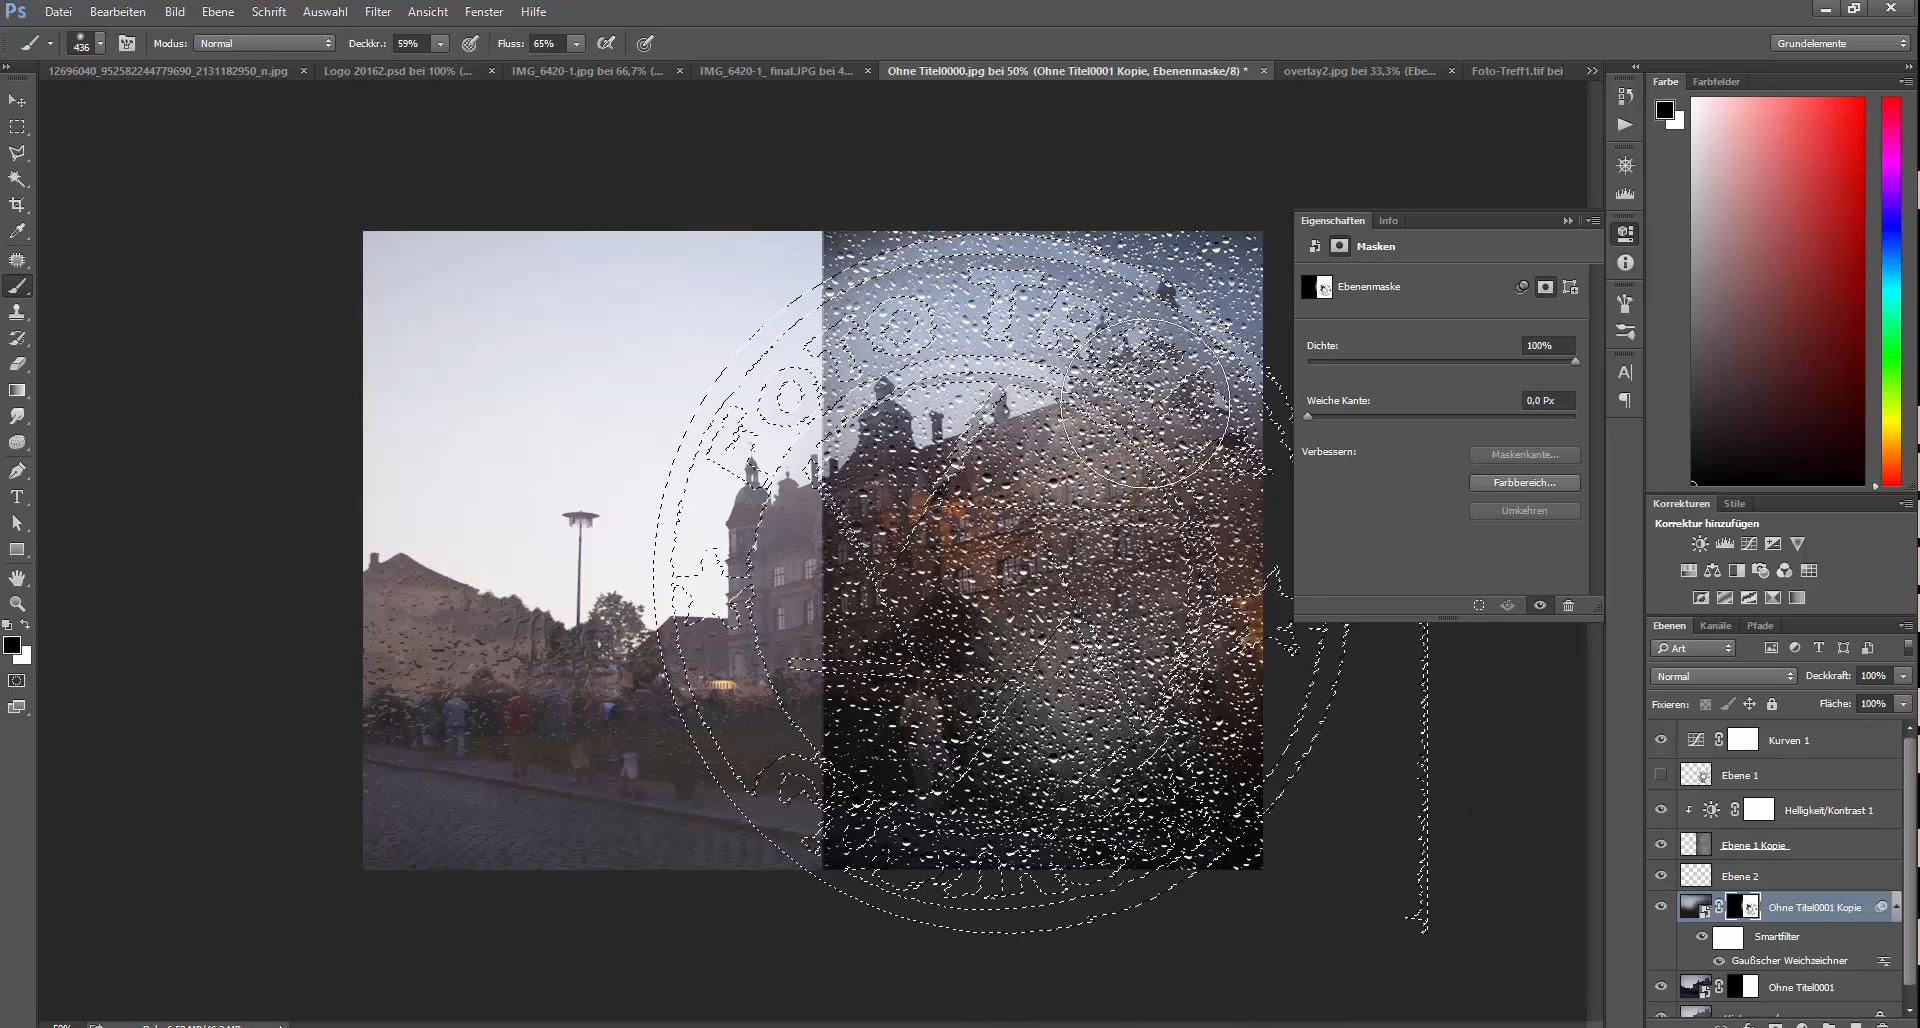 Ps Datei Bearbeiten Bild Ebene Schrift Auswahl Filter Ansicht Fenster Hilfe
436 Modus: Normal Deckkr.: 59% Fluss: 65% Grundelemente
12696040_952582244779690_2131182950_n.jpg Logo 20162.psd bei 100% (... IMG_6420-1.jpg bei 66,7% (... IMG_6420-1_ final.JPG bei 4... Ohne Titel0000.jpg bei 50% (Ohne Titel0001 Kopie, Ebenenmaske/8) * overlay2.jpg bei 33,3% (Ebe... Foto-Treff1.tif bei
Farbe Farbfelder
Eigenschaften Info
Masken
Ebenenmaske
Dichte: 100%
Weiche Kante: 0,0 Px
Verbessern: Maskenkante...
Farbbereich...
Umkehren
Korrekturen Stile
Korrektur hinzufügen
Ebenen Kanäle Pfade
Art
Normal Deckkraft: 100%
Fixieren: Fläche: 100%
Kurven 1
Ebene 1
Helligkeit/Kontrast 1
Ebene 1 Kopie
Ebene 2
Ohne Titel0001 Kopie
Smartfilter
Gaußscher Weichzeichner
Ohne Titel0001